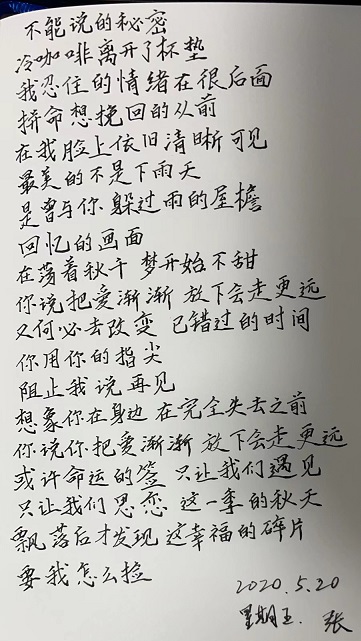 不能说的秘密
冷咖啡离开了杯垫
我忍住的情绪在很后面
拼命想挽回的从前
在我脸上依旧清晰可见
最美的不是下雨天
是曾与你躲过雨的屋檐
回忆的画面
在荡着秋千 梦开始不甜
你说把爱渐渐 放下会走更远
又何必去改变 已错过的时间
你用你的指尖
阻止我说再见
想象你在身边 在完全失去之前
你说你把爱渐渐 放下会走更远
或许命运的签 只让我们遇见
只让我们思恋 这一季的秋天
飘落后才发现 这幸福的碎片
要我怎么捡
2020.5.20
星期五. 张